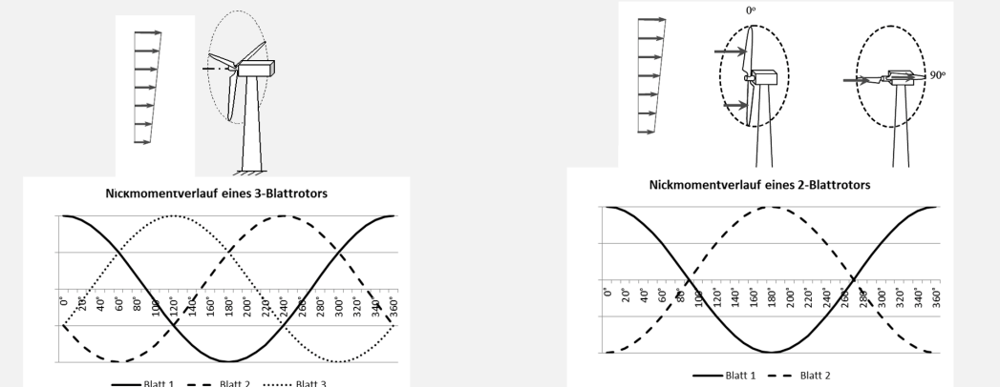 0°
90°
Nickmomentverlauf eines 3-Blattrotors
0° 20° 40° 60° 80° 100° 120° 140° 160° 180° 200° 220° 240° 260° 280° 300° 320° 340° 360°
Blatt 1 Blatt 2 Blatt 3
Nickmomentverlauf eines 2-Blattrotors
0° 20° 40° 60° 80° 100° 120° 140° 160° 180° 200° 220° 240° 260° 280° 300° 320° 340° 360°
Blatt 1 Blatt 2